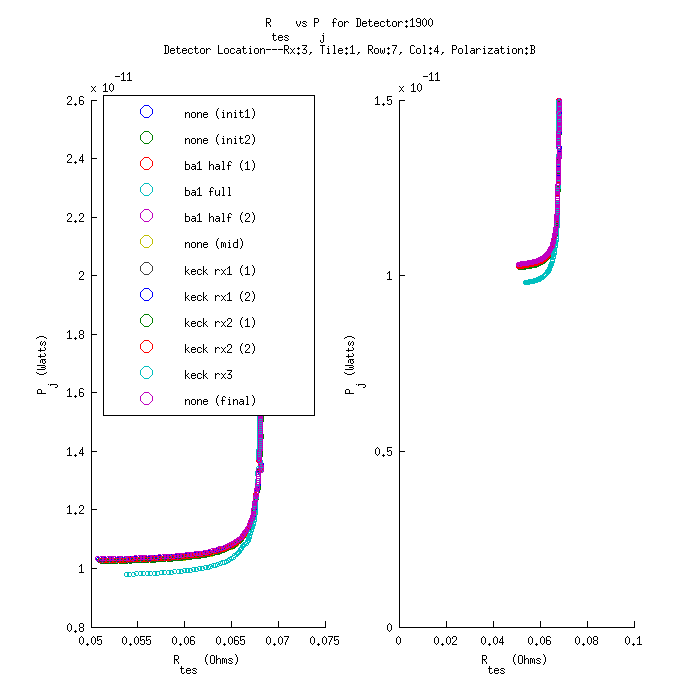 R    vs P  for Detector:1900
tes     j
Detector Location---Rx:3, Tile:1, Row:7, Col:4, Polarization:B
x 10^-11
2.6
2.4
2.2
2
1.8
1.6
1.4
1.2
1
0.8
P_j (Watts)
none (init1)
none (init2)
ba1 half (1)
ba1 full
ba1 half (2)
none (mid)
keck rx1 (1)
keck rx1 (2)
keck rx2 (1)
keck rx2 (2)
keck rx3
none (final)
0.05 0.055 0.06 0.065 0.07 0.075
R_tes (Ohms)
x 10^-11
1.5
1
0.5
0
P_j (Watts)
0 0.02 0.04 0.06 0.08 0.1
R_tes (Ohms)